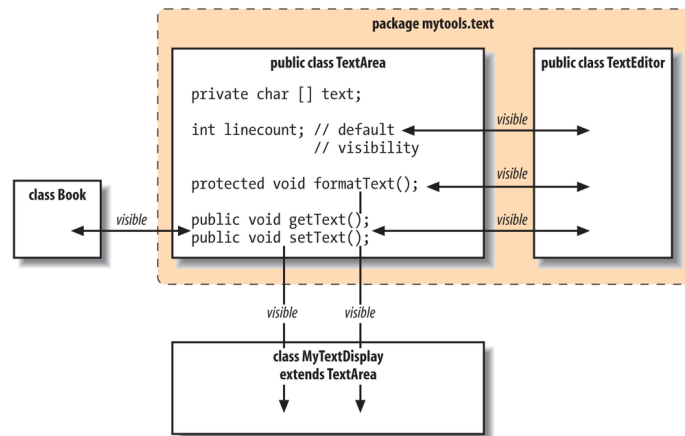 package mytools.text
public class TextArea
public class TextEditor
private char [] text;
int linecount; // default
// visibility
visible
protected void formatText();
visible
class Book
visible
public void getText();
public void setText();
visible
visible
visible
class MyTextDisplay
extends TextArea